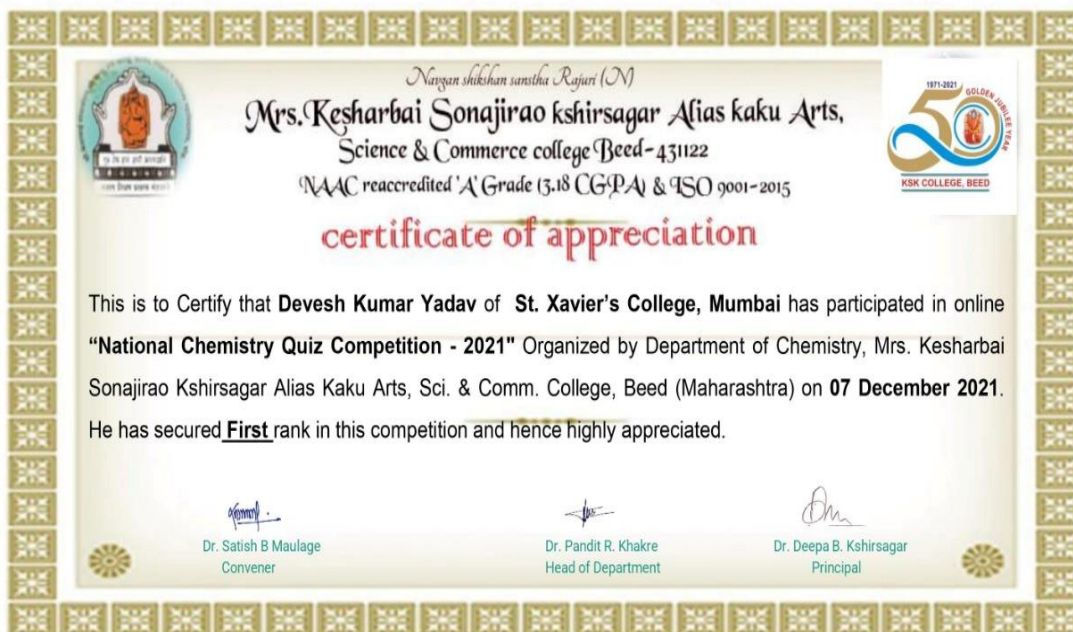 Navgan shikshan sanstha Rajuri (N)
Mrs.Kesharbai Sonajirao kshirsagar Alias kaku Arts,
Science & Commerce college Beed-431122
NAAC reaccredited 'A' Grade (3.18 CGPA) & ISO 9001-2015
1971-2021
50
GOLDEN JUBILEE YEAR
KSK COLLEGE, BEED
certificate of appreciation
This is to Certify that Devesh Kumar Yadav of St. Xavier's College, Mumbai has participated in online
“National Chemistry Quiz Competition - 2021" Organized by Department of Chemistry, Mrs. Kesharbai
Sonajirao Kshirsagar Alias Kaku Arts, Sci. & Comm. College, Beed (Maharashtra) on 07 December 2021.
He has secured First rank in this competition and hence highly appreciated.
Dr. Satish B Maulage
Convener
Dr. Pandit R. Khakre
Head of Department
Dr. Deepa B. Kshirsagar
Principal